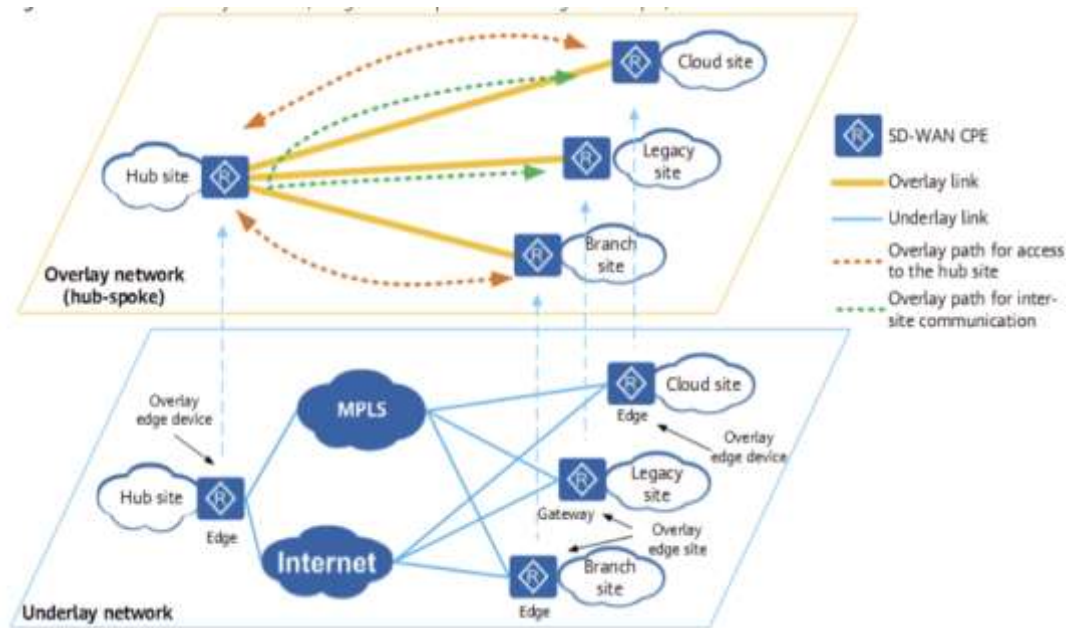 R
Cloud site
Hub site
R
R
Legacy
site
R
Branch
site
Overlay network
(hub-spoke)
R
SD-WAN CPE
Overlay link
Underlay link
Overlay path for access
to the hub site
Overlay path for inter-
site communication
Overlay
edge device
MPLS
R
Cloud site
Edge
Overlay
edge device
Hub site
R
Edge
R
Legacy
site
Gateway
Overlay
edge site
Internet
R
Branch
site
Edge
Underlay network